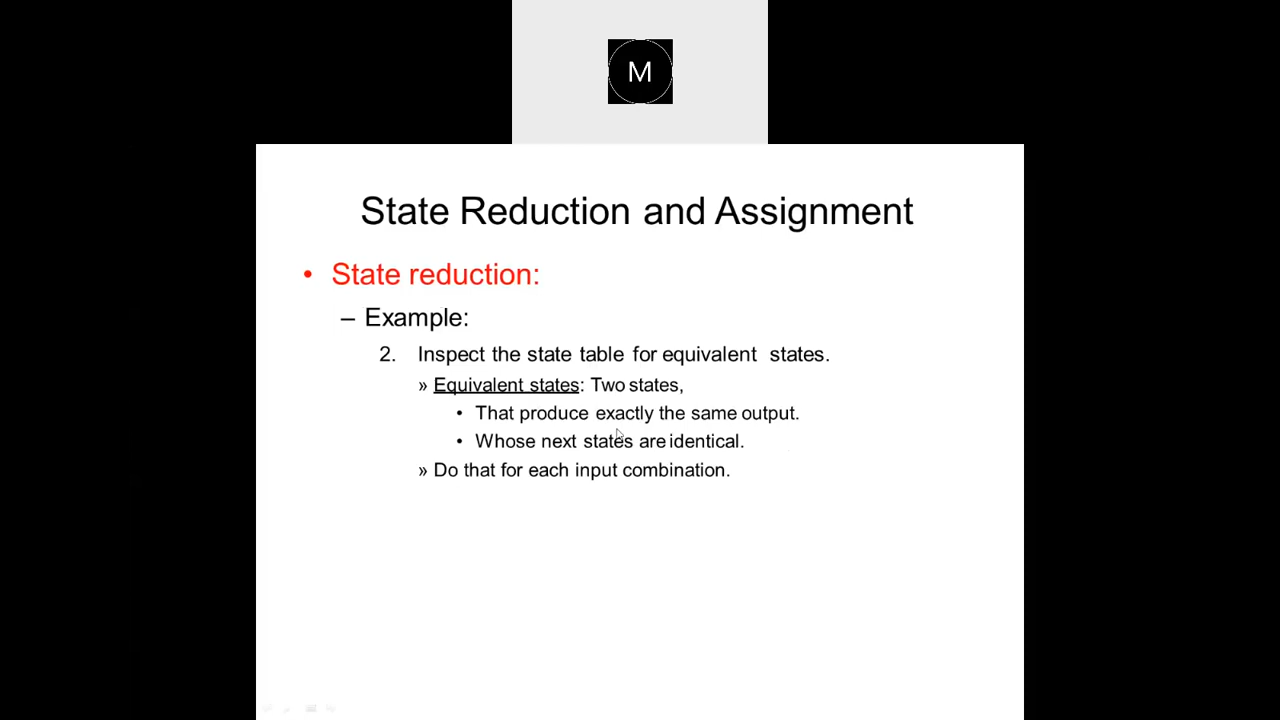 M
State Reduction and Assignment
• State reduction:
– Example:
2. Inspect the state table for equivalent states.
» Equivalent states: Two states,
• That produce exactly the same output.
• Whose next states are identical.
» Do that for each input combination.